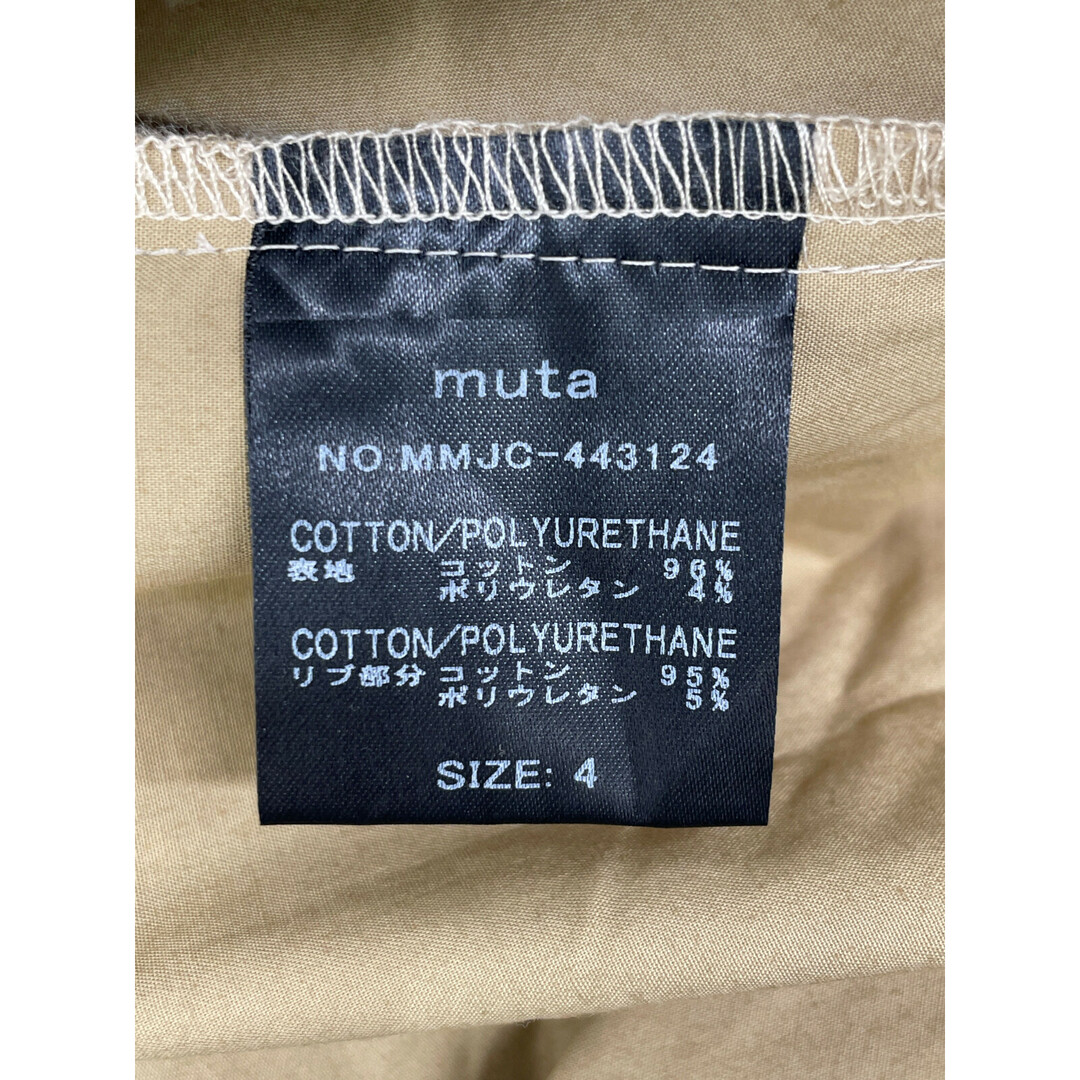 muta
NO.MMJC-443124
COTTON/POLYURETHANE
表地 コットン 96%
ポリウレタン 4%
COTTON/POLYURETHANE
リブ部分 コットン 95%
ポリウレタン 5%
SIZE: 4